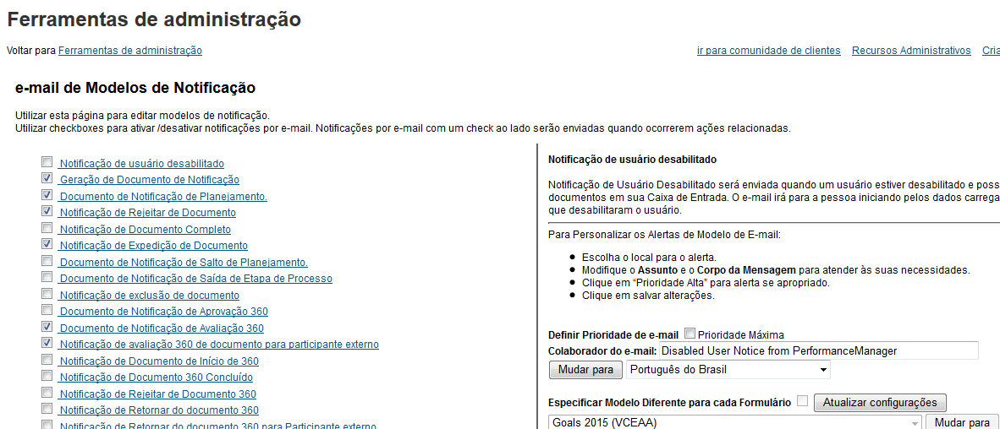 Ferramentas de administração
Voltar para Ferramentas de administração
ir para comunidade de clientes Recursos Administrativos Cria
e-mail de Modelos de Notificação
Utilizar esta página para editar modelos de notificação.
Utilizar checkboxes para ativar /desativar notificações por e-mail. Notificações por e-mail com um check ao lado serão enviadas quando ocorrerem ações relacionadas.
Notificação de usuário desabilitado
Geração de Documento de Notificação
Documento de Notificação de Planejamento.
Notificação de Rejeitar de Documento
Notificação de Documento Completo
Notificação de Expedição de Documento
Documento de Notificação de Salto de Planejamento.
Documento de Notificação de Saída de Etapa de Processo
Notificação de exclusão de documento
Documento de Notificação de Aprovação 360
Documento de Notificação de Avaliação 360
Notificação de avaliação 360 de documento para participante externo
Documento de Notificação de Início de 360
Notificação de Documento 360 Concluído
Notificação de Rejeitar de Documento 360
Notificação de Retornar do documento 360
Notificação de Retornar do documento 360 para Participante externo
Notificação de usuário desabilitado
Notificação de Usuário Desabilitado será enviada quando um usuário estiver desabilitado e poss
documentos em sua Caixa de Entrada. O e-mail irá para a pessoa iniciando pelos dados carrega
que desabilitaram o usuário.
Para Personalizar os Alertas de Modelo de E-mail:
Escolha o local para o alerta.
Modifique o Assunto e o Corpo da Mensagem para atender às suas necessidades.
Clique em “Prioridade Alta” para alerta se apropriado.
Clique em salvar alterações.
Definir Prioridade de e-mail Prioridade Máxima
Colaborador do e-mail: Disabled User Notice from PerformanceManager
Mudar para Português do Brasil
Especificar Modelo Diferente para cada Formulário Atualizar configurações
Goals 2015 (VCEAA) Mudar para